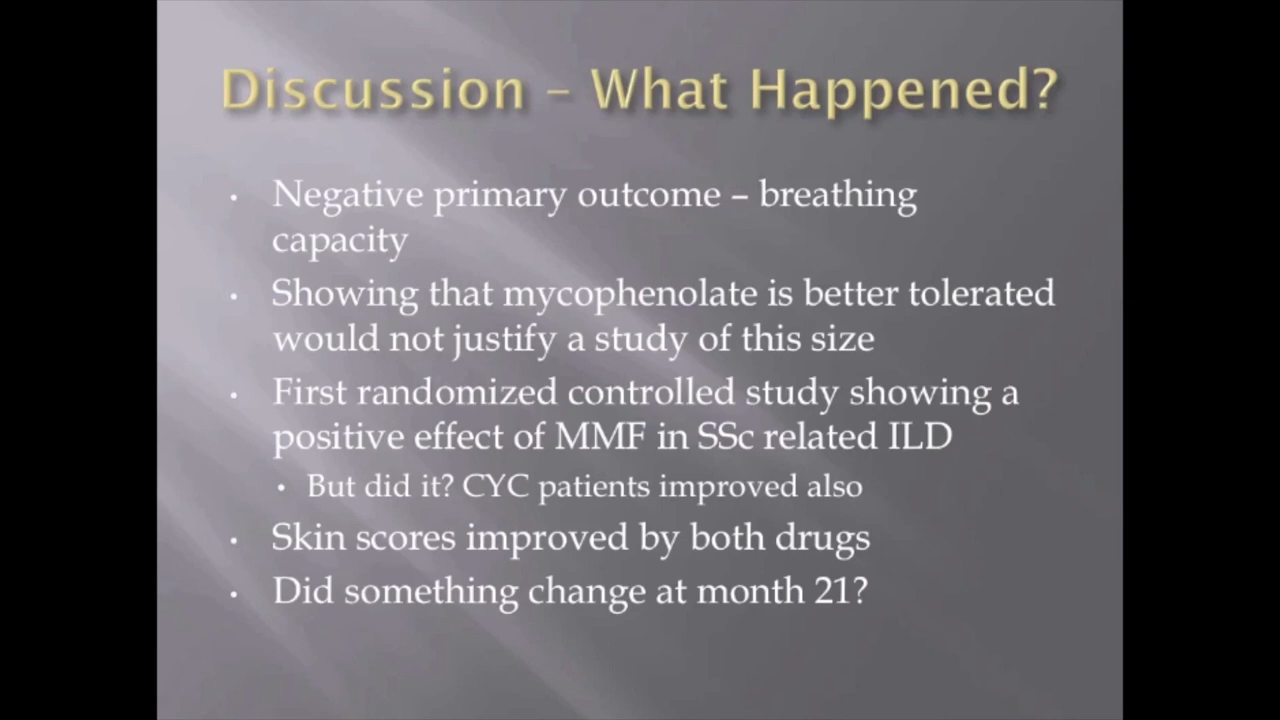 Discussion – What Happened?
• Negative primary outcome – breathing
capacity
• Showing that mycophenolate is better tolerated
would not justify a study of this size
• First randomized controlled study showing a
positive effect of MMF in SSc related ILD
• But did it? CYC patients improved also
• Skin scores improved by both drugs
• Did something change at month 21?